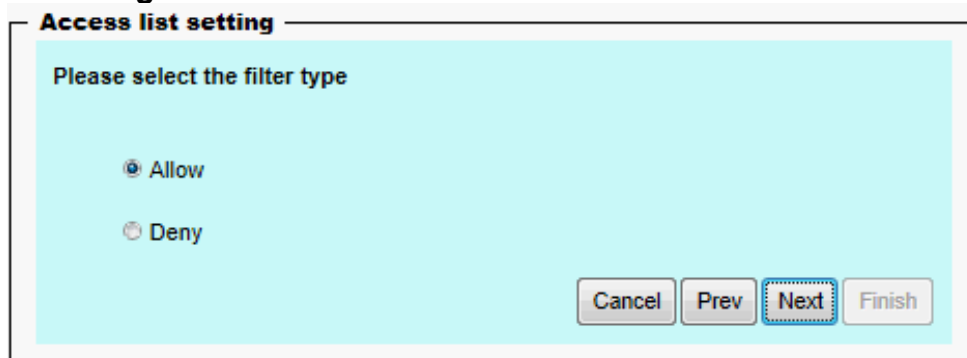 Access list setting
Please select the filter type
Allow
Deny
Cancel Prev Next Finish